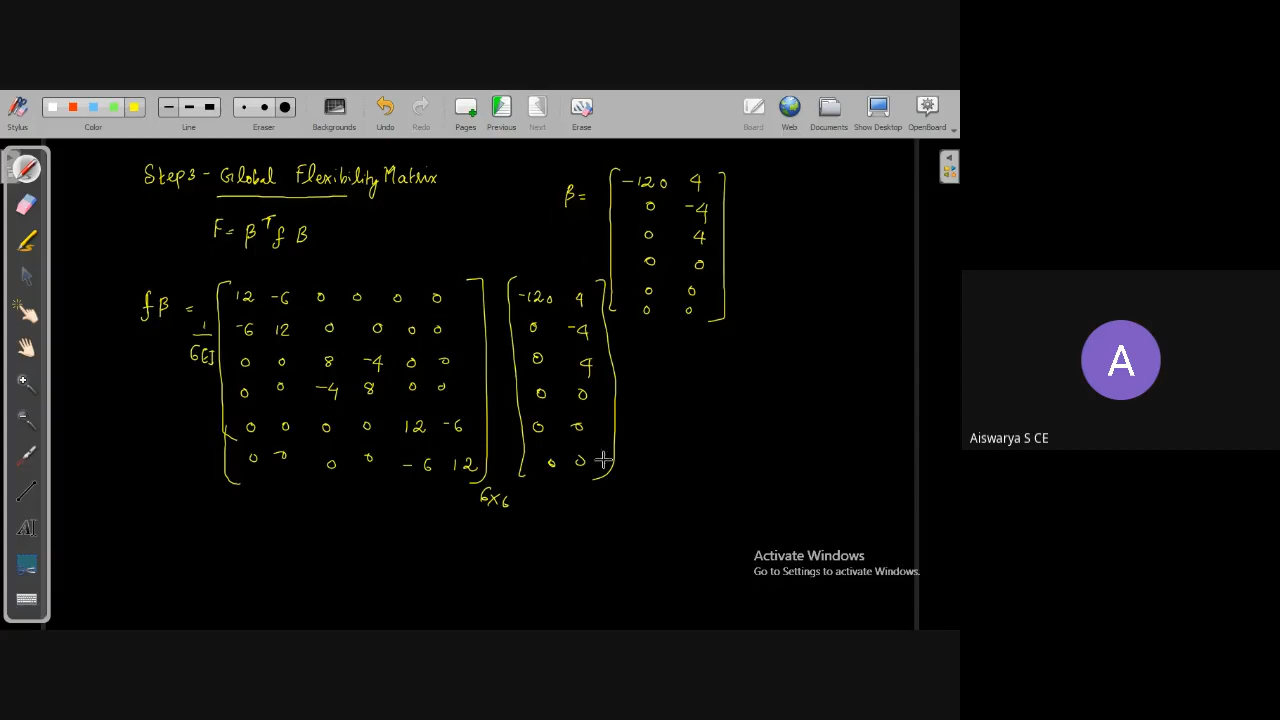 Stylus Color Line Eraser Backgrounds Undo Redo Pages Previous Next Erase Board Web Documents Show Desktop OpenBoard
Step3 - Global Flexibility Matrix
F = β^T f B
β =
-120 4
0 -4
0 4
0 0
0 0
0 0
fβ = 1/6EI
12 -6 0 0 0 0
-6 12 0 0 0 0
0 0 8 -4 0 0
0 0 -4 8 0 0
0 0 0 0 12 -6
0 0 0 0 -6 12
6x6
-120 4
0 -4
0 4
0 0
0 0
0 0
A
Aiswarya S CE
Activate Windows
Go to Settings to activate Windows.